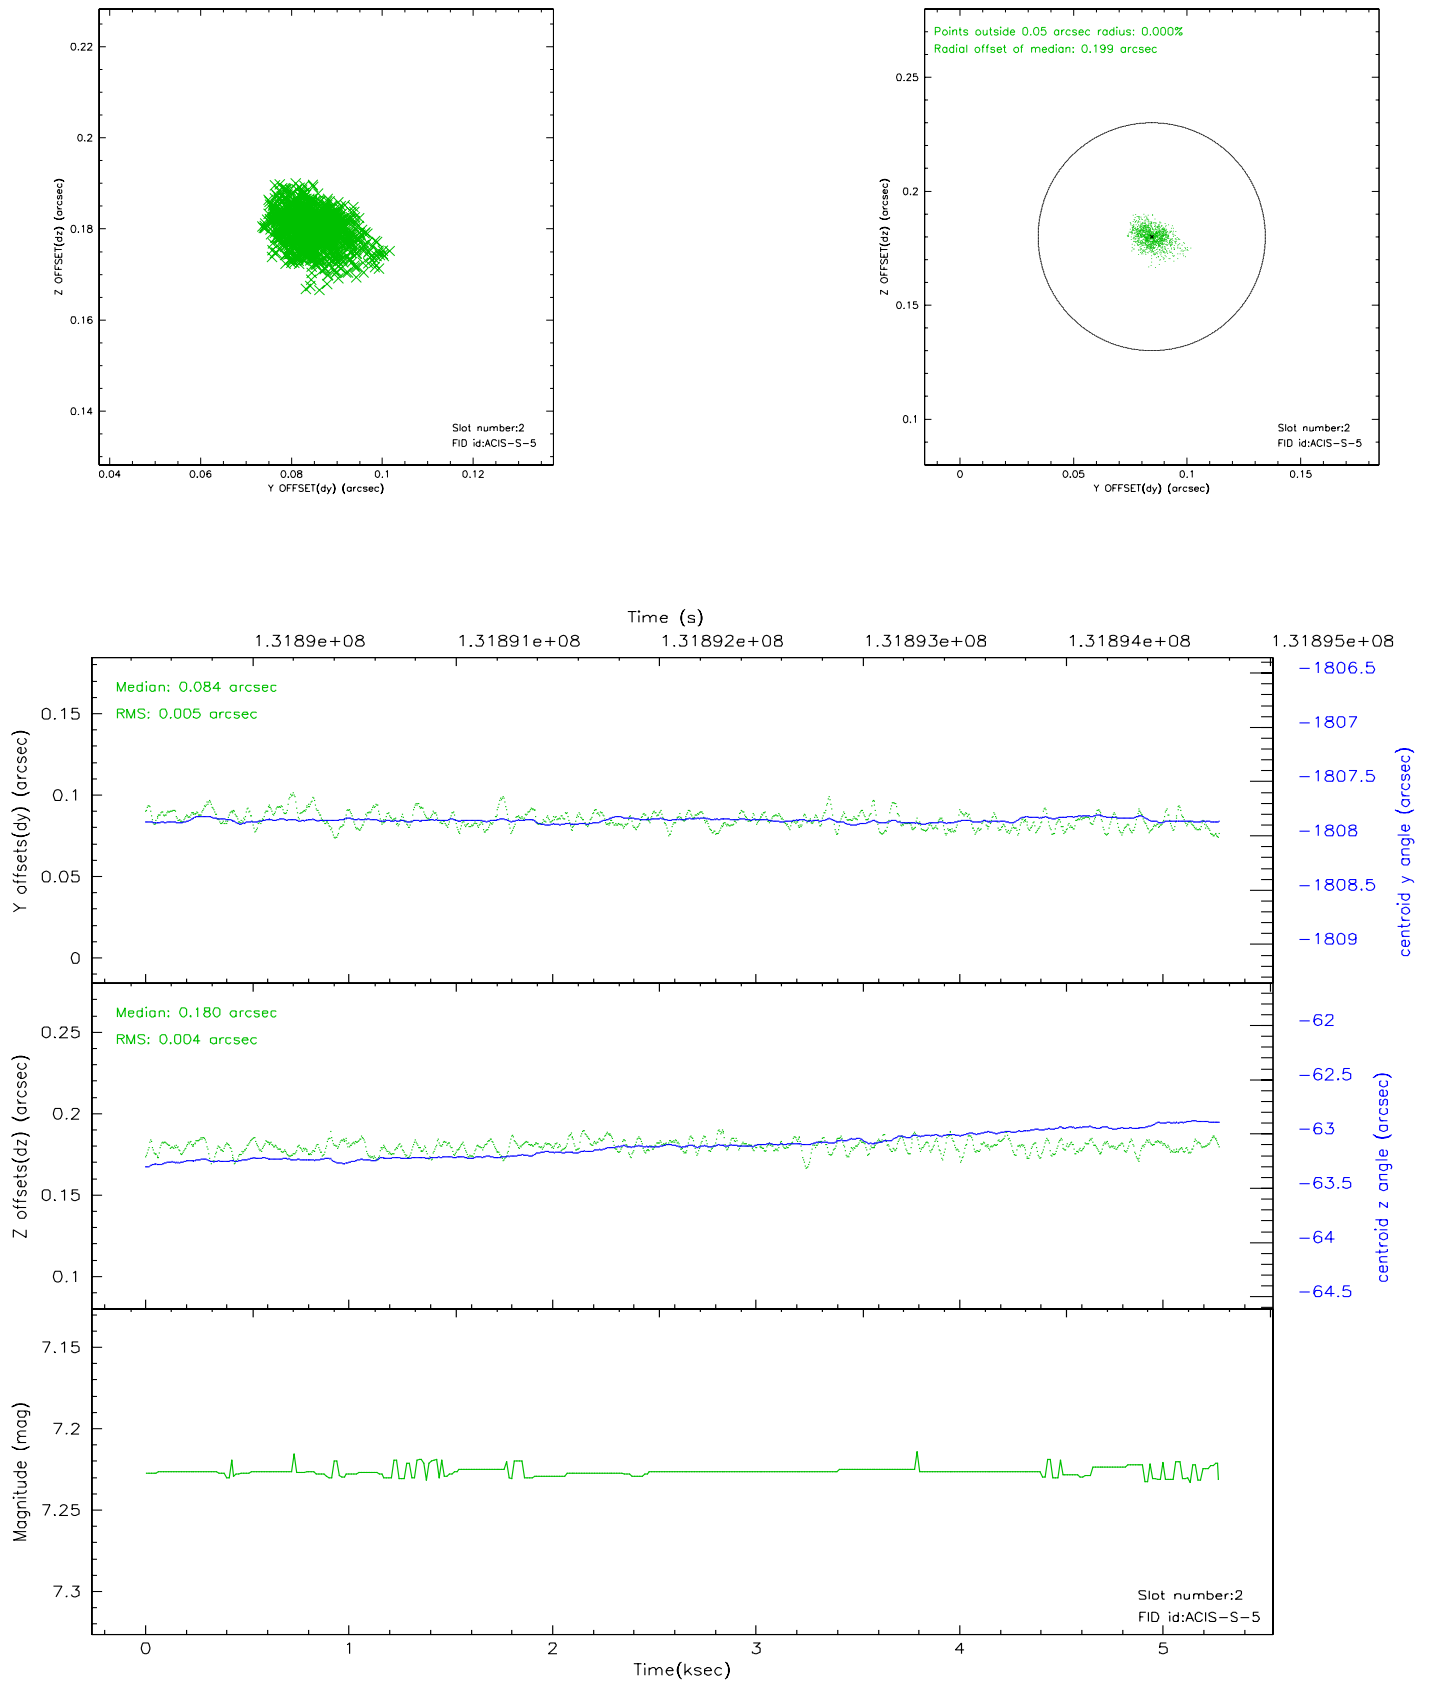 0.22
0.2
0.18
0.16
0.14
Z OFFSET(dz) (arcsec)
0.04 0.06 0.08 0.1 0.12
Y OFFSET(dy) (arcsec)
Slot number:2
FID id:ACIS-S-5
Points outside 0.05 arcsec radius: 0.000%
Radial offset of median: 0.199 arcsec
0.25
0.2
0.15
0.1
Z OFFSET(dz) (arcsec)
0 0.05 0.1 0.15
Y OFFSET(dy) (arcsec)
Slot number:2
FID id:ACIS-S-5
Time (s)
1.3189e+08 1.31891e+08 1.31892e+08 1.31893e+08 1.31894e+08 1.31895e+08
Median: 0.084 arcsec
RMS: 0.005 arcsec
0.15
0.1
0.05
0
Y offsets(dy) (arcsec)
-1806.5
-1807
-1807.5
-1808
-1808.5
-1809
centroid y angle (arcsec)
Median: 0.180 arcsec
RMS: 0.004 arcsec
0.25
0.2
0.15
0.1
Z offsets(dz) (arcsec)
-62
-62.5
-63
-63.5
-64
-64.5
centroid z angle (arcsec)
7.15
7.2
7.25
7.3
Magnitude (mag)
Slot number:2
FID id:ACIS-S-5
0 1 2 3 4 5
Time(ksec)